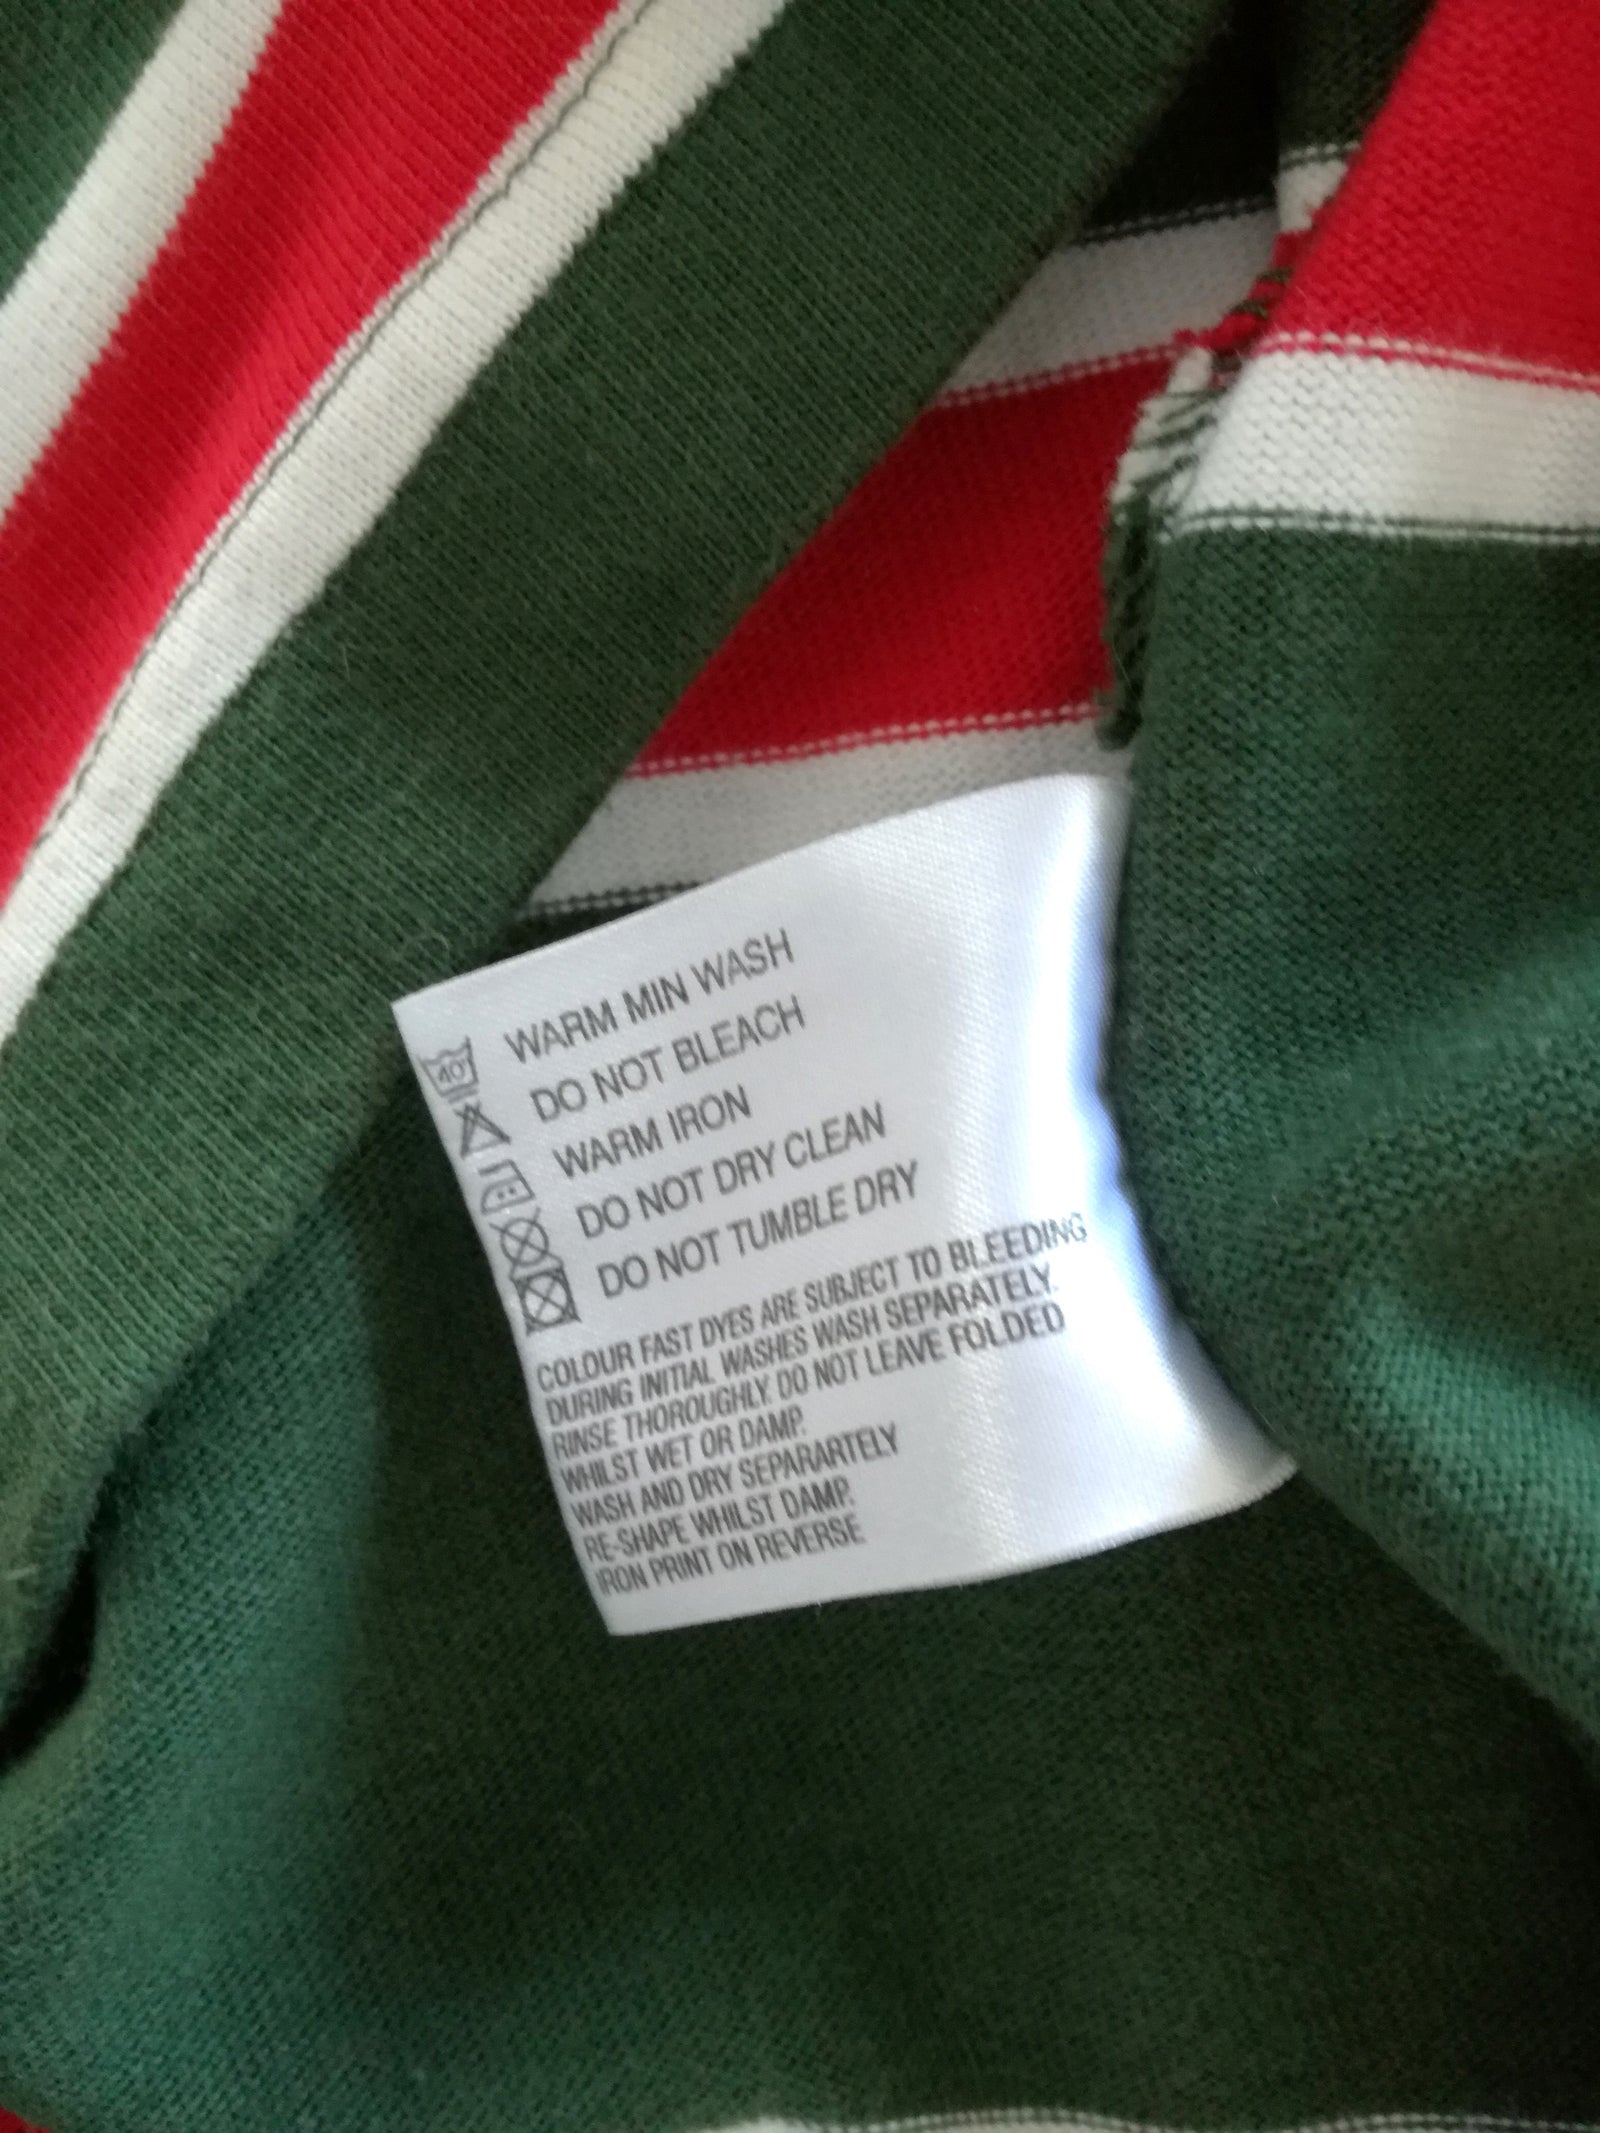 40° WARM MIN WASH
DO NOT BLEACH
WARM IRON
DO NOT DRY CLEAN
DO NOT TUMBLE DRY
COLOUR FAST DYES ARE SUBJECT TO BLEEDING
DURING INITIAL WASHES WASH SEPARATELY.
RINSE THOROUGHLY. DO NOT LEAVE FOLDED
WHILST WET OR DAMP.
WASH AND DRY SEPARARTELY
RE-SHAPE WHILST DAMP.
IRON PRINT ON REVERSE